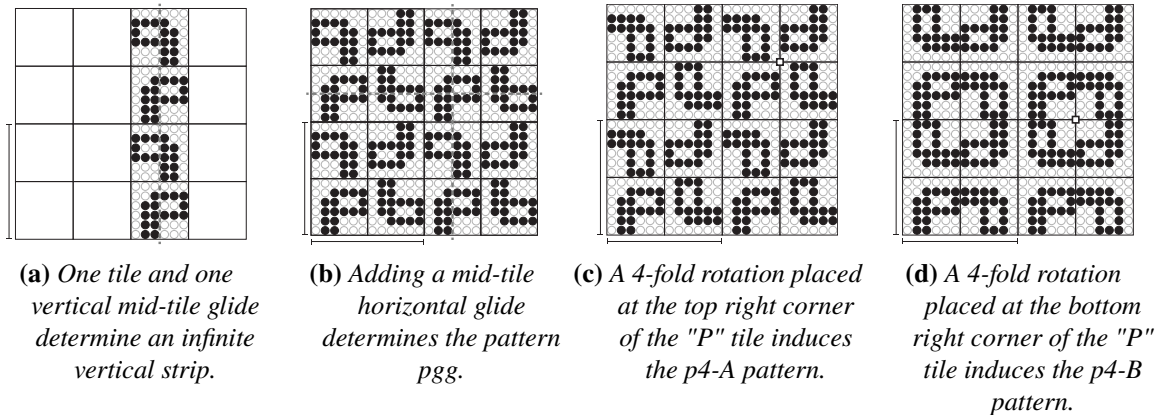 (a) One tile and one
vertical mid-tile glide
determine an infinite
vertical strip.
(b) Adding a mid-tile
horizontal glide
determines the pattern
pgg.
(c) A 4-fold rotation placed
at the top right corner
of the "P" tile induces
the p4-A pattern.
(d) A 4-fold rotation
placed at the bottom
right corner of the "P"
tile induces the p4-B
pattern.